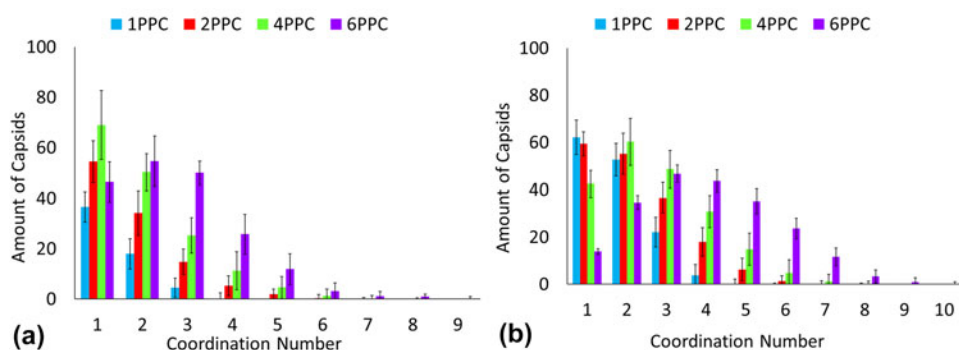 1PPC 2PPC 4PPC 6PPC
100
80
60
40
20
0
Amount of Capsids
1 2 3 4 5 6 7 8 9
Coordination Number
(a)
1PPC 2PPC 4PPC 6PPC
100
80
60
40
20
0
Amount of Capsids
1 2 3 4 5 6 7 8 9 10
Coordination Number
(b)